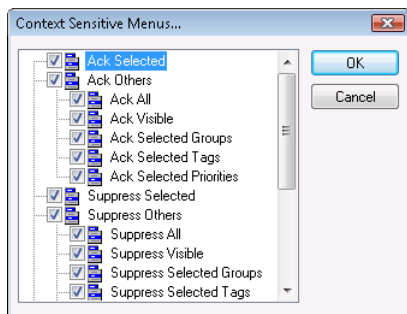 Context Sensitive Menus...
Ack Selected
Ack Others
Ack All
Ack Visible
Ack Selected Groups
Ack Selected Tags
Ack Selected Priorities
Suppress Selected
Suppress Others
Suppress All
Suppress Visible
Suppress Selected Groups
Suppress Selected Tags
OK
Cancel